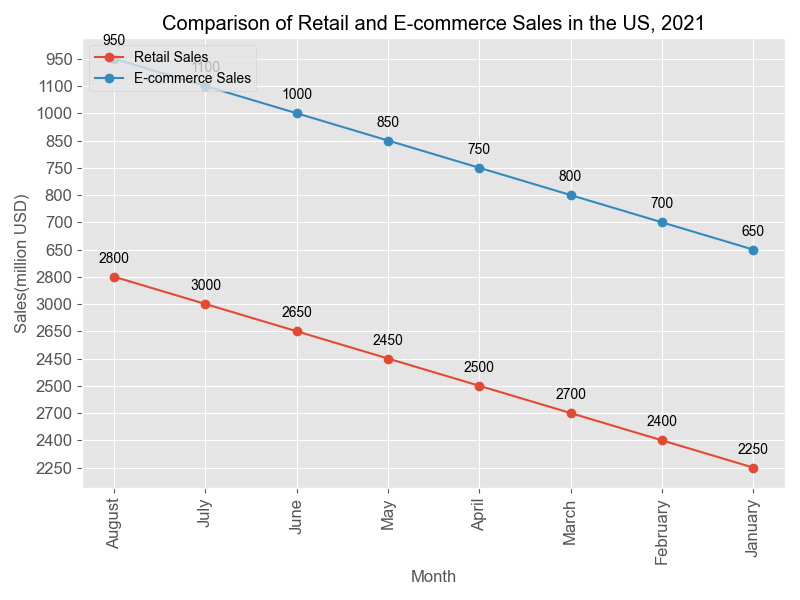 Comparison of Retail and E-commerce Sales in the US, 2021
Retail Sales
E-commerce Sales
950
1100
1000
850
750
800
700
650
2800
3000
2650
2450
2500
2700
2400
2250
950
1100
1000
850
750
800
700
650
2800
3000
2650
2450
2500
2700
2400
2250
Sales(million USD)
August
July
June
May
April
March
February
January
Month